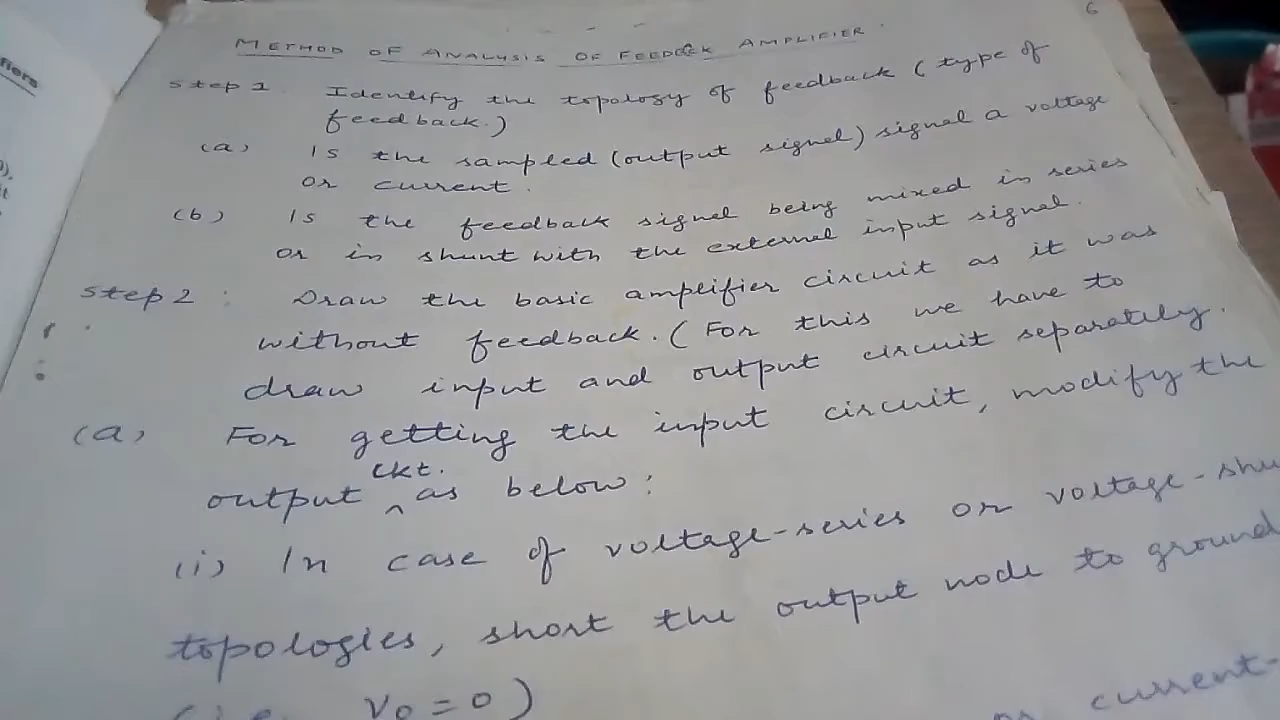 6
METHOD OF ANALYSIS OF FEEDBCK AMPLIFIER.
fiers
step 1 Identify the topology of feedback (type of
feedback.)
(a) Is the sampled (output signal) signal a voltage
or current.
(b) Is the feedback signal being mixed in series
or in shunt with the external input signal.
step 2: Draw the basic amplifier circuit as it was
without feedback. (For this we have to
draw input and output circuit separately.
(a) For getting the input circuit, modify the
output ckt. as below:
(i) In case of voltage-series or voltage-shu
topologies, short the output node to ground
(i.e. Vo = 0)
or current-